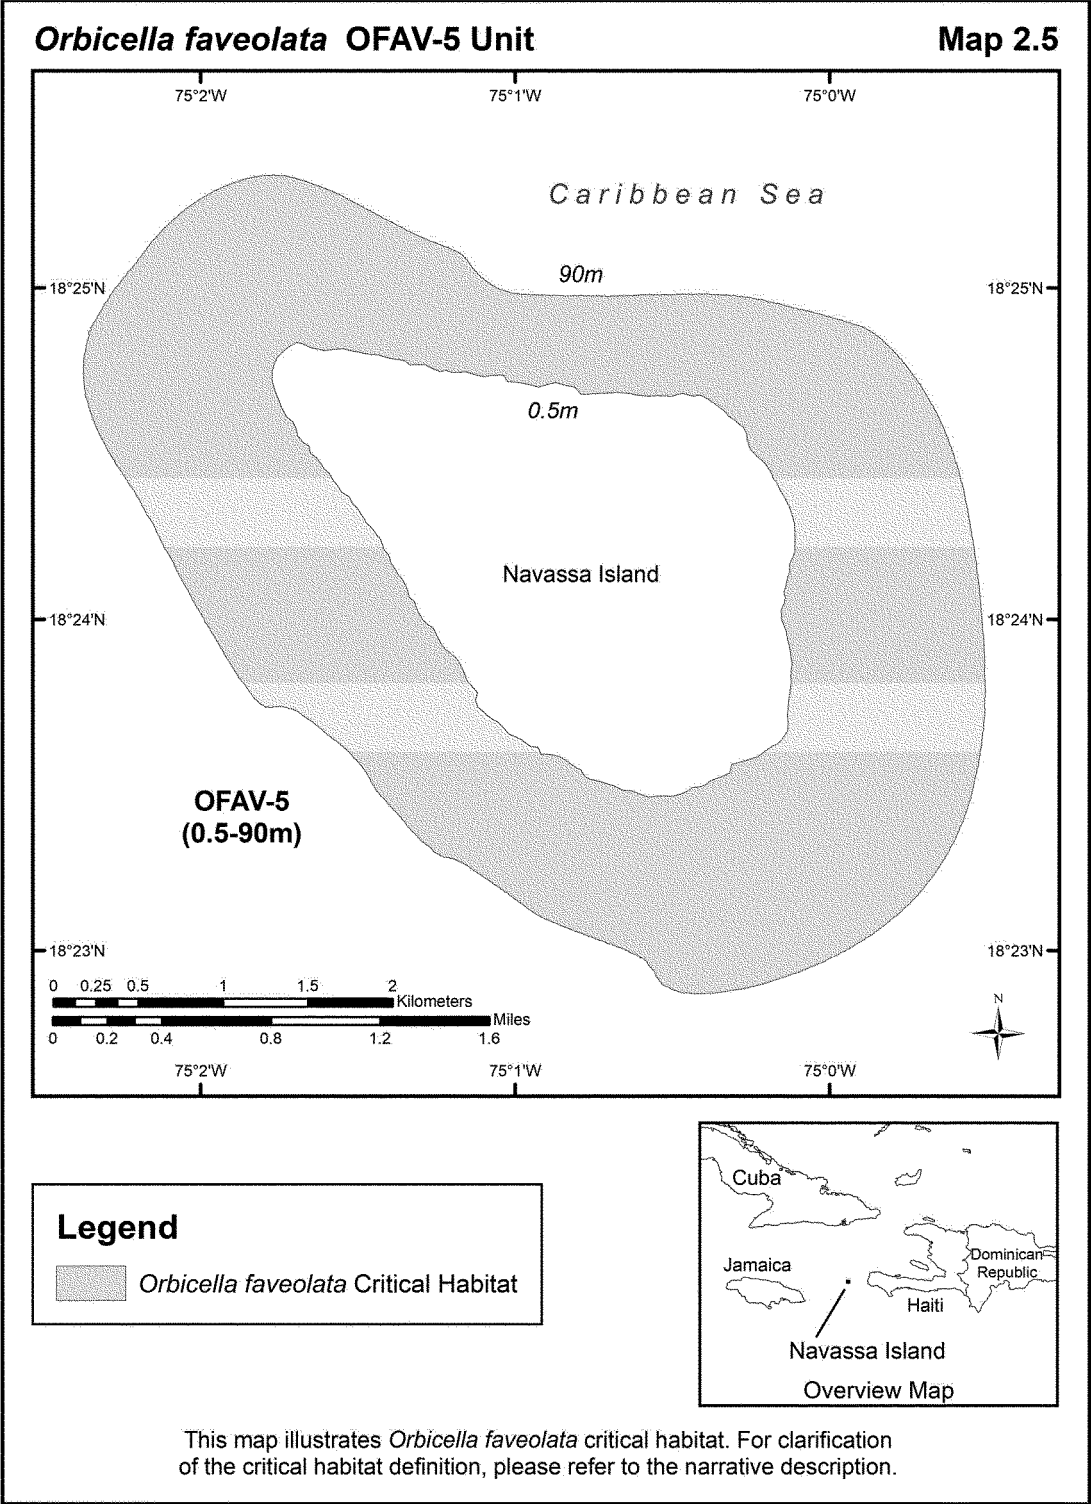 Orbicella faveolata OFAV-5 Unit
Map 2.5
75°2'W
75°1'W
75°0'W
Caribbean Sea
90m
18°25'N
18°25'N
0.5m
Navassa Island
18°24'N
18°24'N
OFAV-5
(0.5-90m)
18°23'N
18°23'N
0 0.25 0.5 1 1.5 2
Kilometers
Miles
0 0.2 0.4 0.8 1.2 1.6
N
75°2'W
75°1'W
75°0'W
Legend
Orbicella faveolata Critical Habitat
Cuba
Jamaica
Dominican
Republic
Haiti
Navassa Island
Overview Map
This map illustrates Orbicella faveolata critical habitat. For clarification
of the critical habitat definition, please refer to the narrative description.